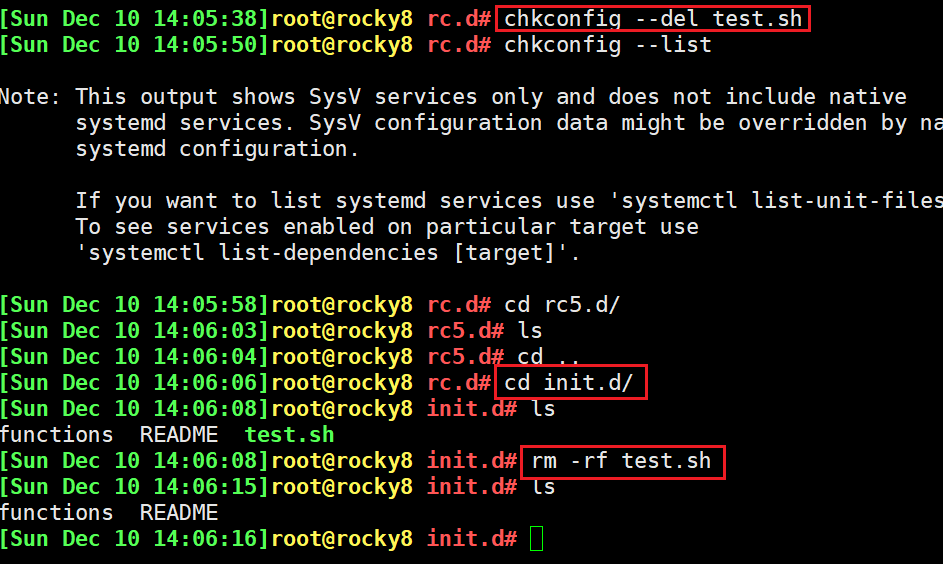 [Sun Dec 10 14:05:38]root@rocky8 rc.d# chkconfig --del test.sh
[Sun Dec 10 14:05:50]root@rocky8 rc.d# chkconfig --list
Note: This output shows SysV services only and does not include native
systemd services. SysV configuration data might be overridden by na
systemd configuration.
If you want to list systemd services use 'systemctl list-unit-files
To see services enabled on particular target use
'systemctl list-dependencies [target]'.
[Sun Dec 10 14:05:58]root@rocky8 rc.d# cd rc5.d/
[Sun Dec 10 14:06:03]root@rocky8 rc5.d# ls
[Sun Dec 10 14:06:04]root@rocky8 rc5.d# cd ..
[Sun Dec 10 14:06:06]root@rocky8 rc.d# cd init.d/
[Sun Dec 10 14:06:08]root@rocky8 init.d# ls
functions  README  test.sh
[Sun Dec 10 14:06:08]root@rocky8 init.d# rm -rf test.sh
[Sun Dec 10 14:06:15]root@rocky8 init.d# ls
functions  README
[Sun Dec 10 14:06:16]root@rocky8 init.d#